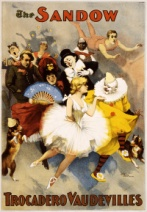 The SANDOW
TROCADERO VAUDEVILLES